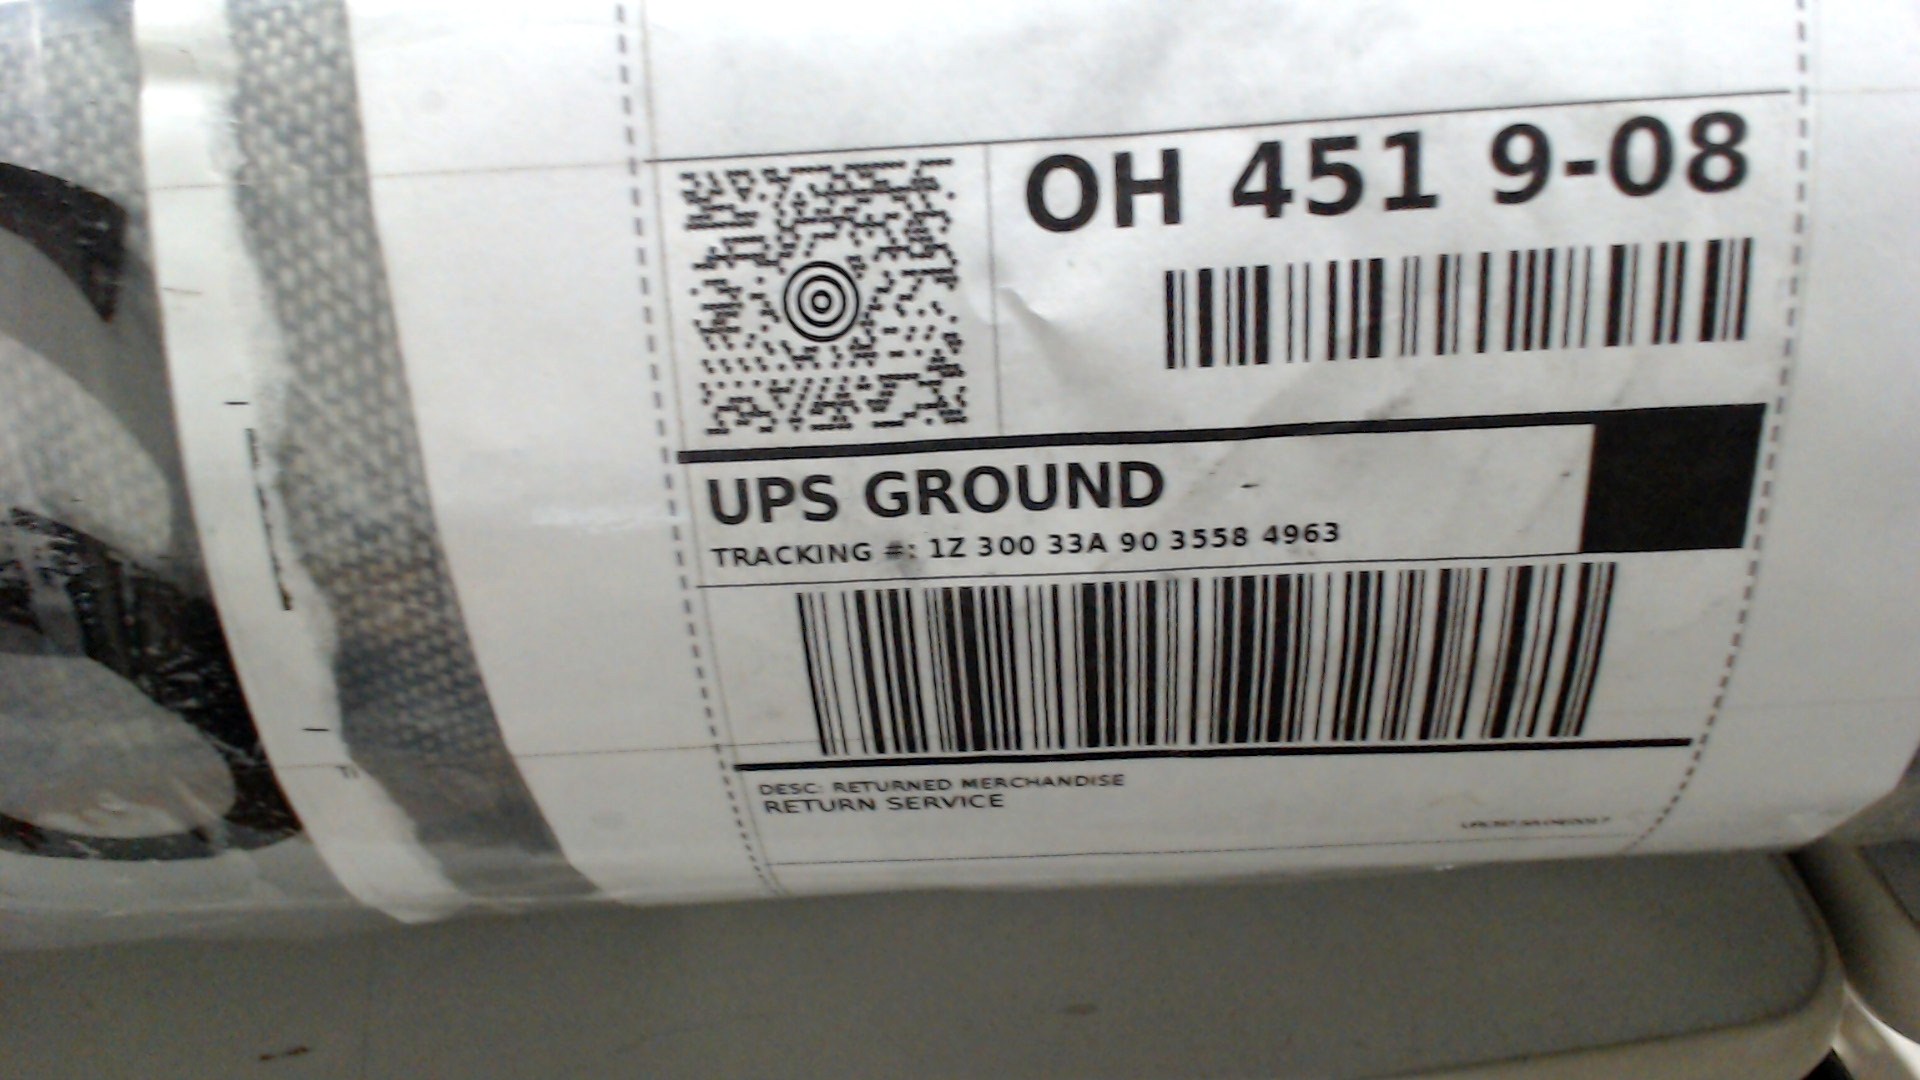 OH 451 9-08
UPS GROUND
TRACKING #: 1Z 300 33A 90 3558 4963
DESC: RETURNED MERCHANDISE
RETURN SERVICE